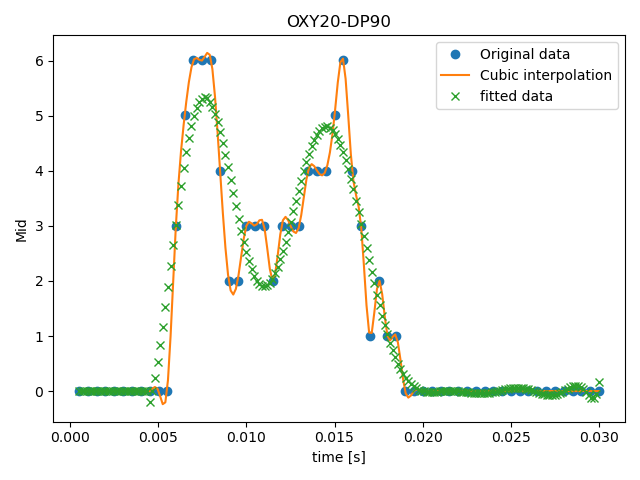 OXY20-DP90
Original data
Cubic interpolation
fitted data
6
5
4
3
2
1
0
Mid
0.000 0.005 0.010 0.015 0.020 0.025 0.030
time [s]